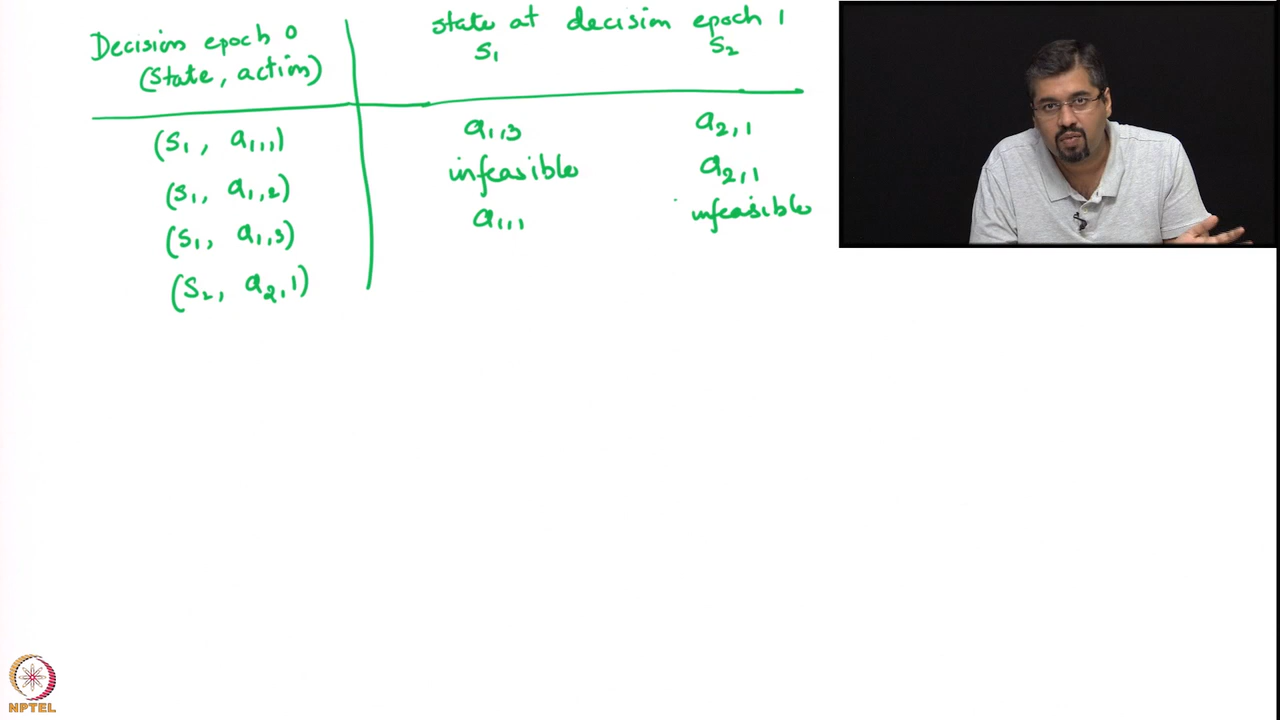 Decision epoch 0
(state, action)
state at decision epoch 1
s₁ s₂
(s₁, a₁,₁) a₁,₃ a₂,₁
(s₁, a₁,₂) infeasible a₂,₁
(s₁, a₁,₃) a₁,₁ infeasible
(s₂, a₂,₁)
NPTEL